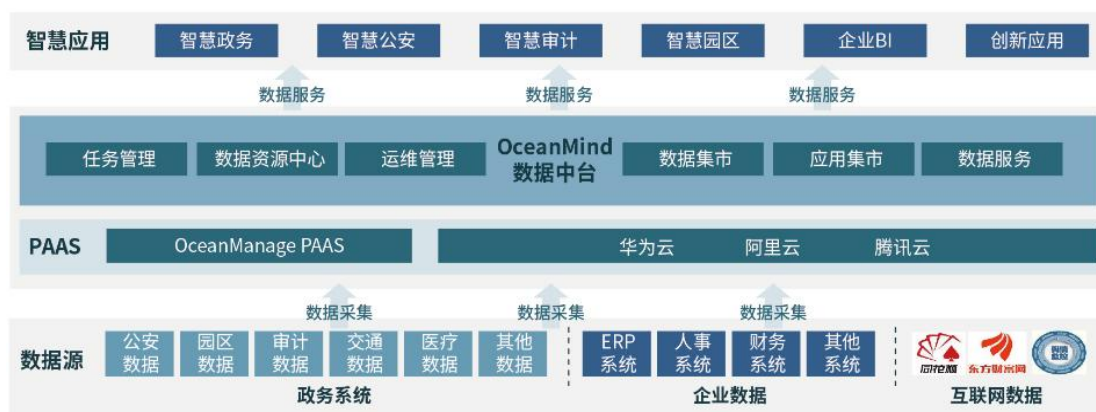 智慧应用
智慧政务
智慧公安
智慧审计
智慧园区
企业BI
创新应用
数据服务
数据服务
数据服务
任务管理
数据资源中心
运维管理
OceanMind
数据中台
数据集市
应用集市
数据服务
PAAS
OceanManage PAAS
华为云
阿里云
腾讯云
数据采集
数据采集
数据采集
数据源
公安
数据
园区
数据
审计
数据
交通
数据
医疗
数据
其他
数据
ERP
系统
人事
系统
财务
系统
其他
系统
同花顺
东方财富网
政务系统
企业数据
互联网数据